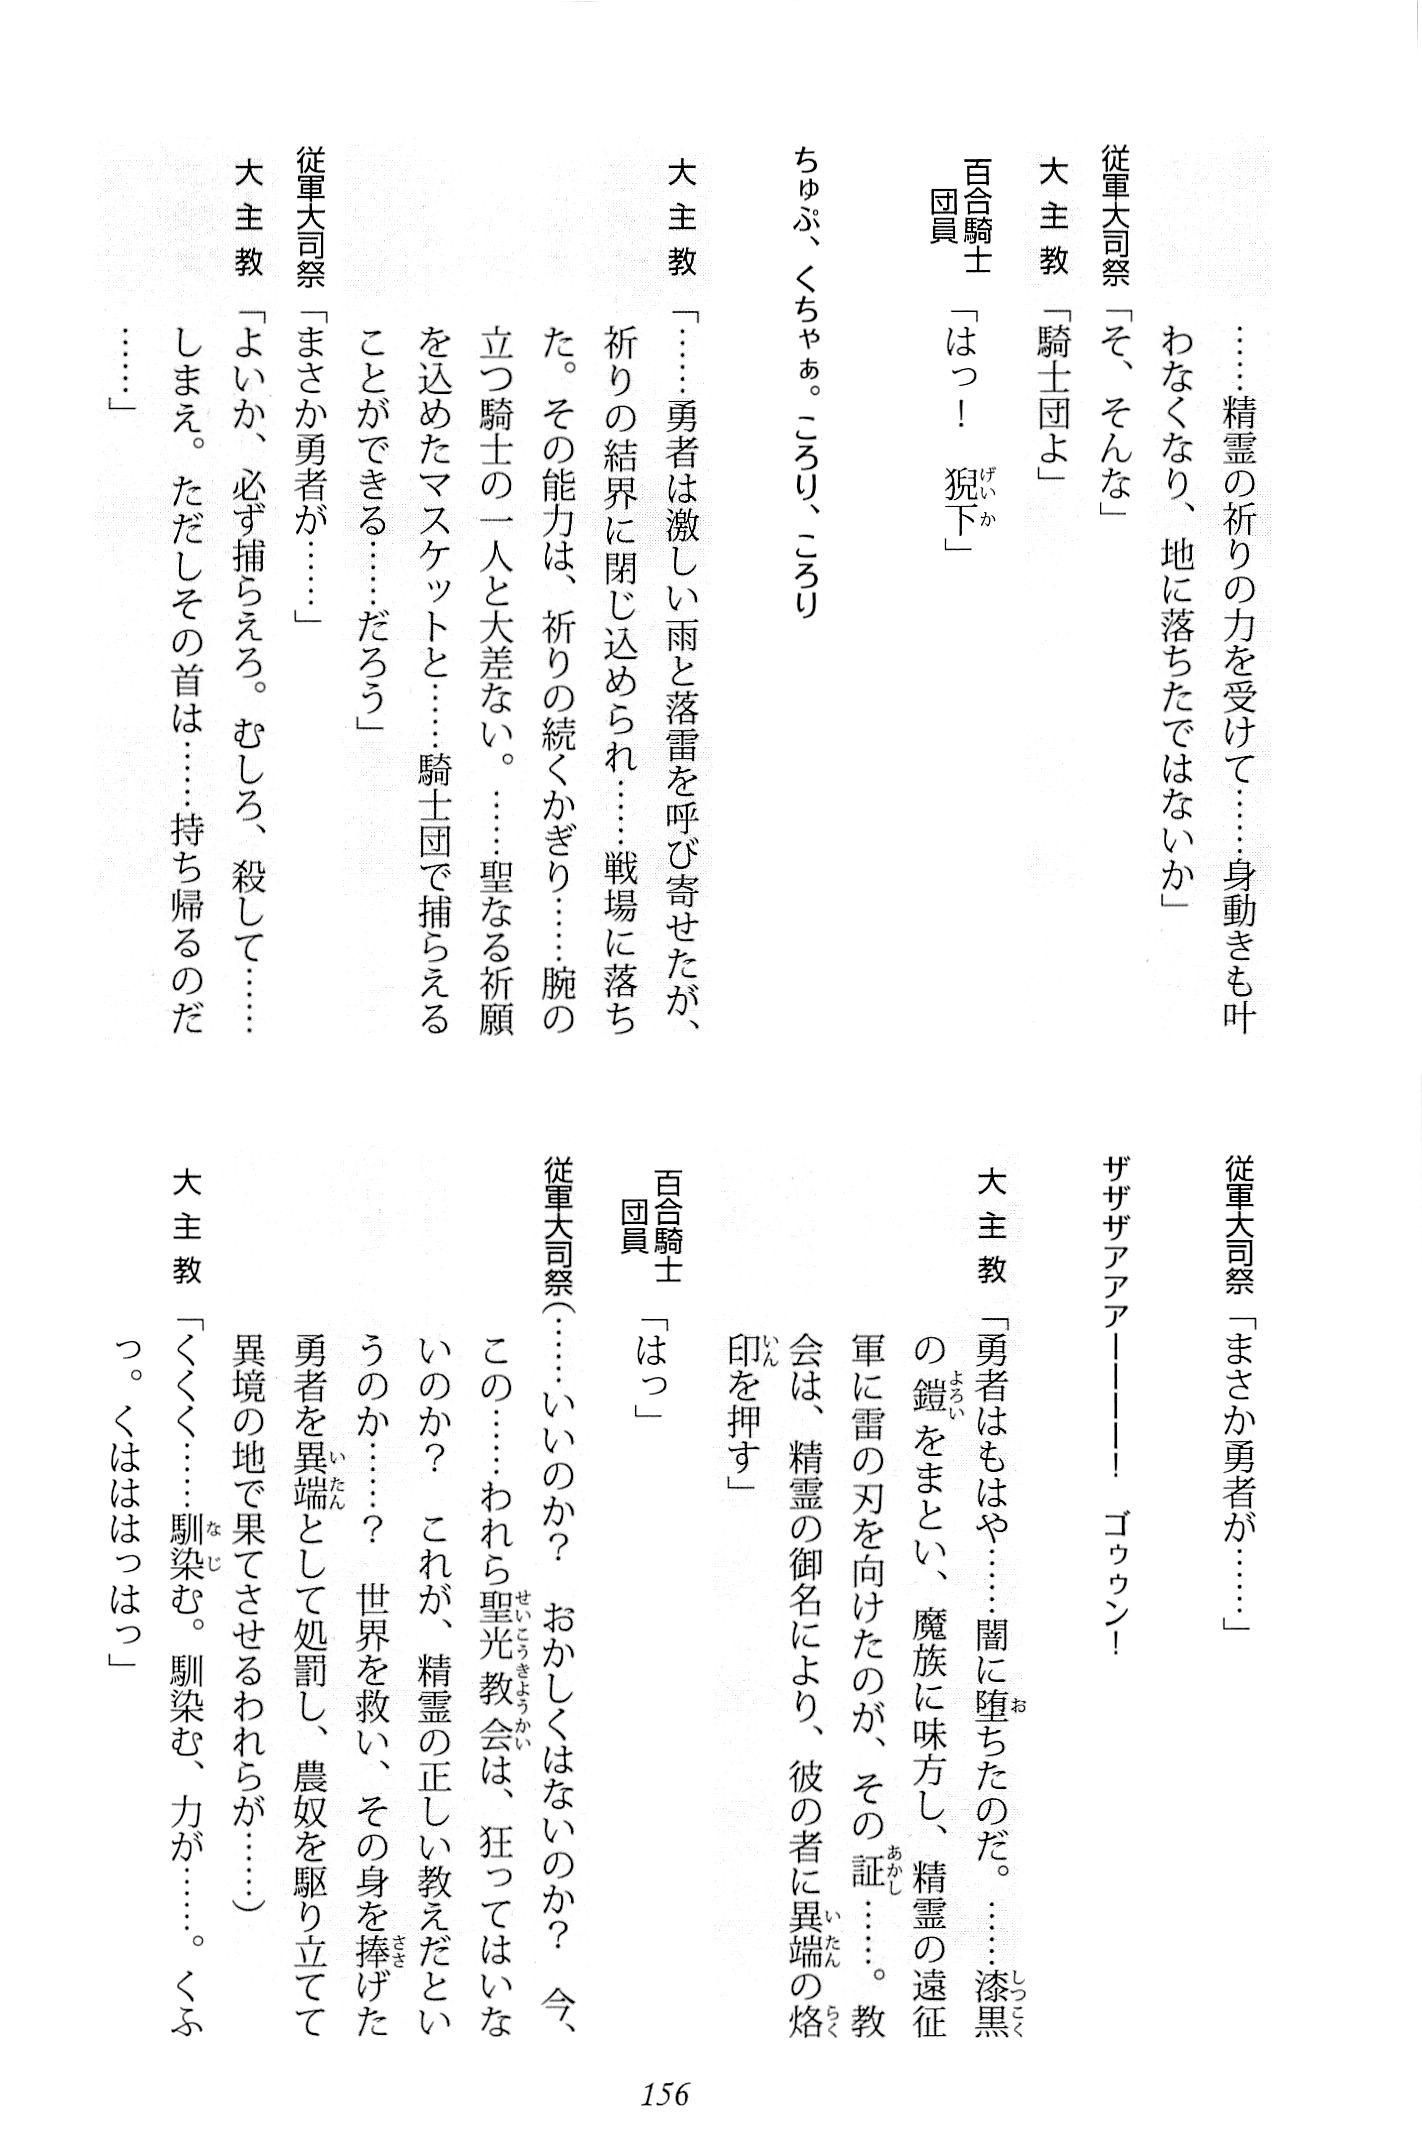 ……精霊の祈りの力を受けて……身動きも叶
わなくなり、地に落ちたではないか」
従軍大司祭「そ、そんな」
大主教「騎士団よ」
百合騎士団員「はっ！　猊下」
ちゅぷ、くちゃぁ。ころり、ころり
大主教「……勇者は激しい雨と落雷を呼び寄せたが、
祈りの結界に閉じ込められ……戦場に落ち
た。その能力は、祈りの続くかぎり……腕の
立つ騎士の一人と大差ない。……聖なる祈願
を込めたマスケットと……騎士団で捕らえる
ことができる……だろう」
従軍大司祭「まさか勇者が……」
大主教「よいか、必ず捕らえろ。むしろ、殺して……
しまえ。ただしその首は……持ち帰るのだ
……」
従軍大司祭「まさか勇者が……」
ザザザアアアーーーー！　ゴゥゥン！
大主教「勇者はもはや……闇に堕ちたのだ。……漆黒
の鎧をまとい、魔族に味方し、精霊の遠征
軍に雷の刃を向けたのが、その証……。教
会は、精霊の御名により、彼の者に異端の烙
印を押す」
百合騎士団員「はっ」
従軍大司祭（……いいのか？　おかしくはないのか？　今、
この……われら聖光教会は、狂ってはいな
いのか？　これが、精霊の正しい教えだとい
うのか……？　世界を救い、その身を捧げた
勇者を異端として処罰し、農奴を駆り立てて
異境の地で果てさせるわれらが……）
大主教「くくく……馴染む。馴染む、力が……。くふ
っ。くはははっはっ」
156